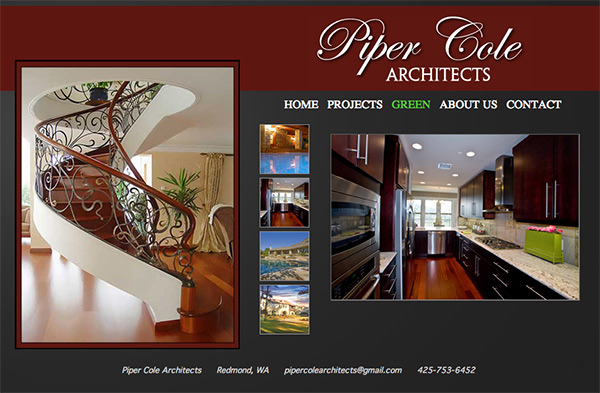 Piper Cole
ARCHITECTS
HOME PROJECTS GREEN ABOUT US CONTACT
Piper Cole Architects Redmond, WA pipercolearchitects@gmail.com 425-753-6452